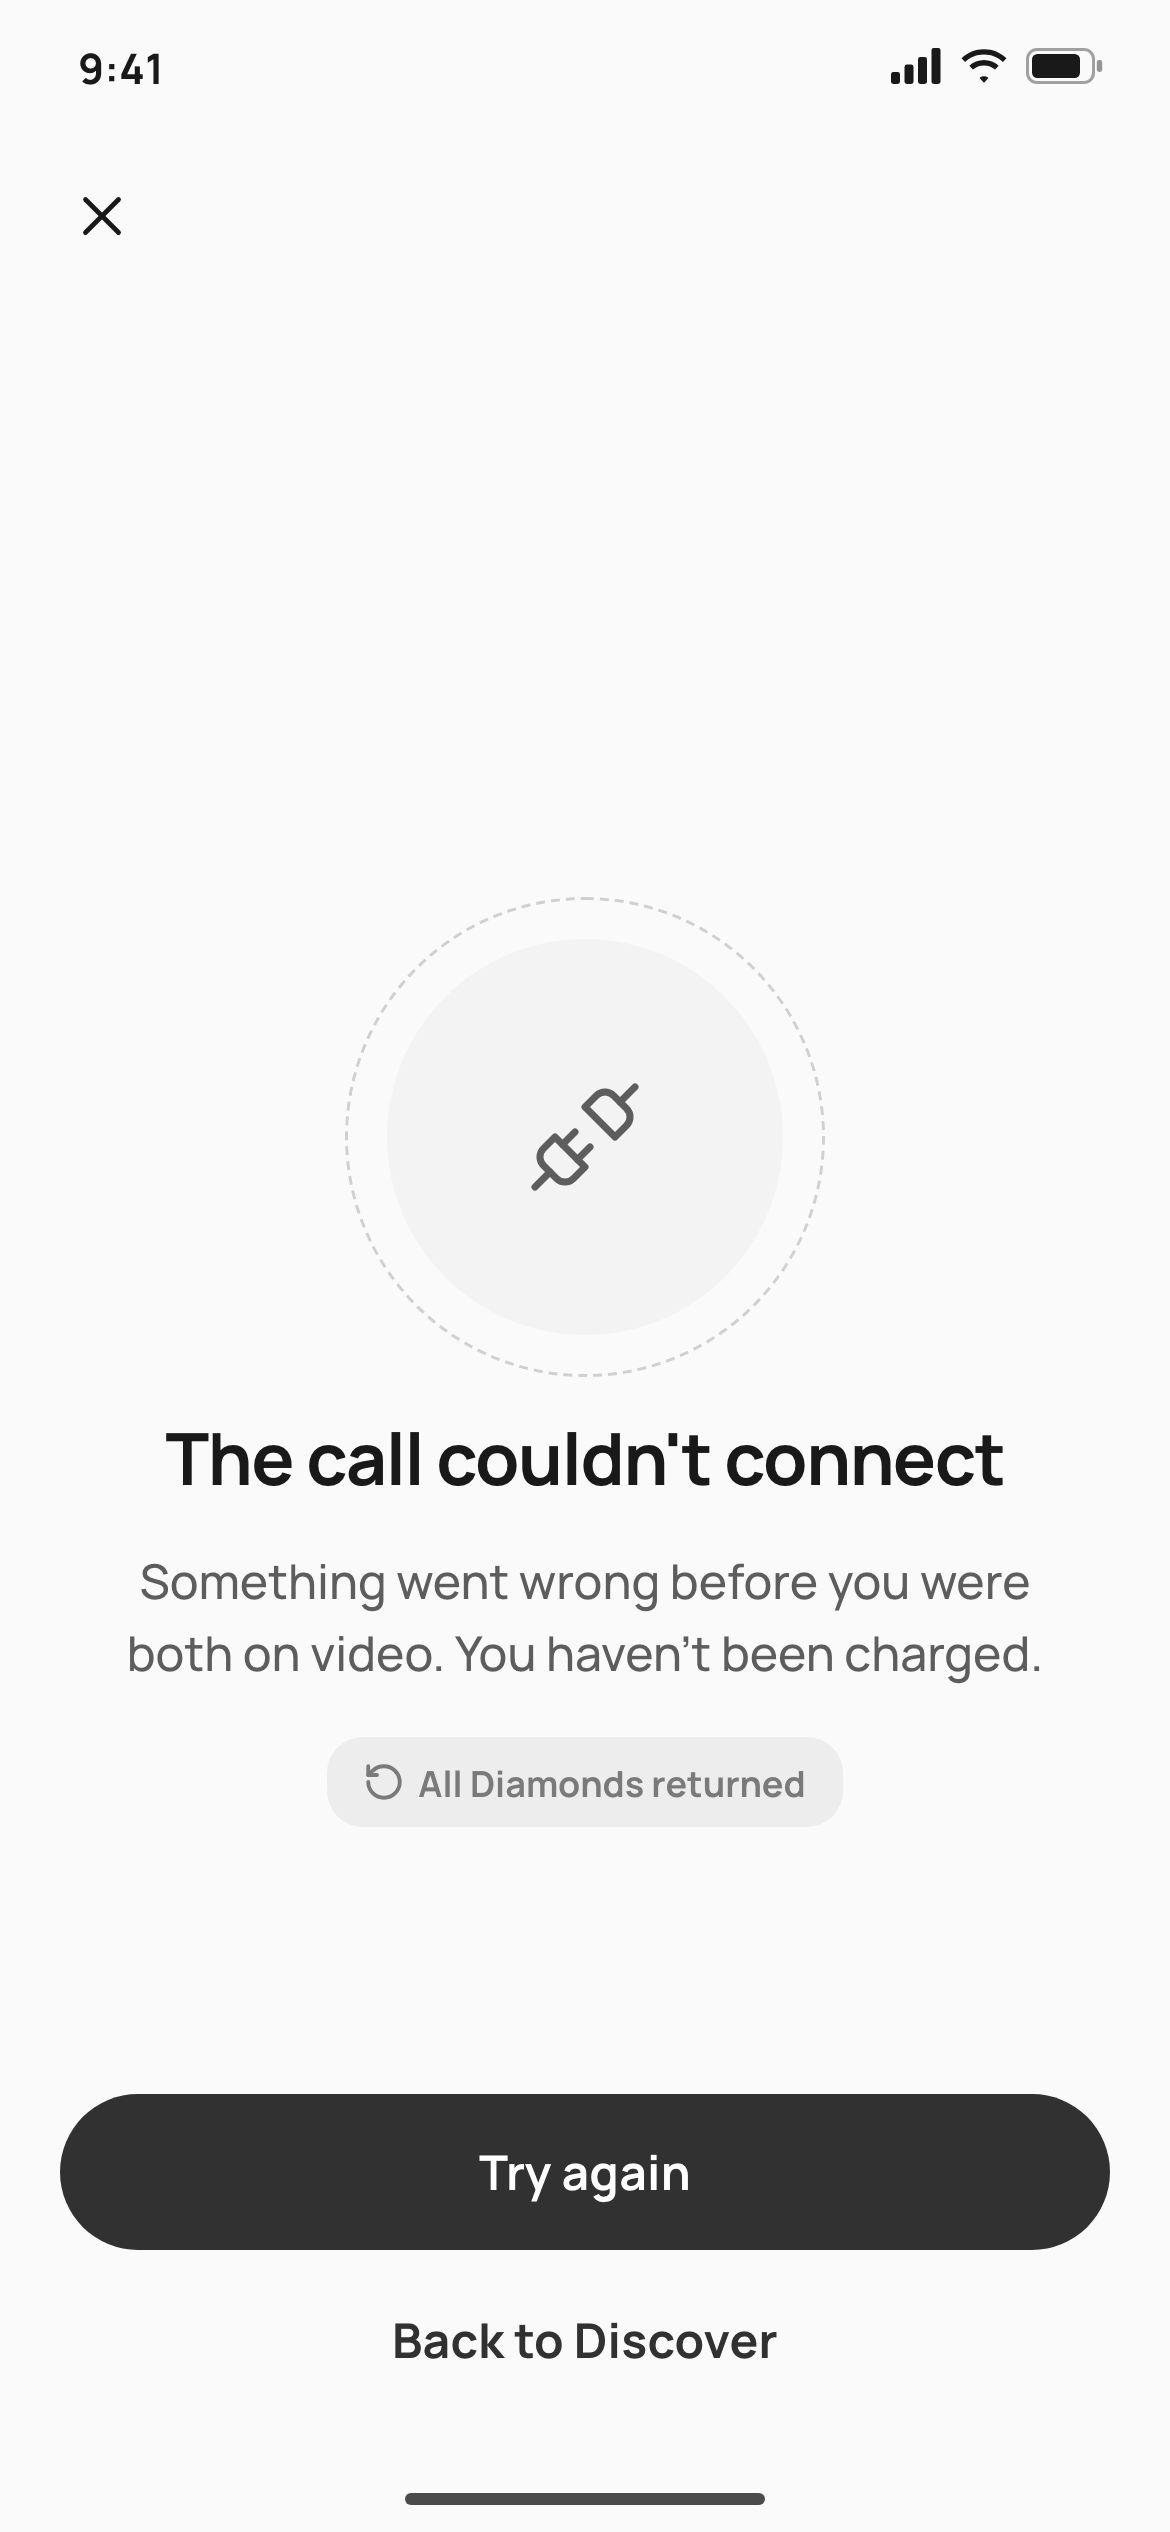 9:41
The call couldn't connect
Something went wrong before you were
both on video. You haven’t been charged.
All Diamonds returned
Try again
Back to Discover